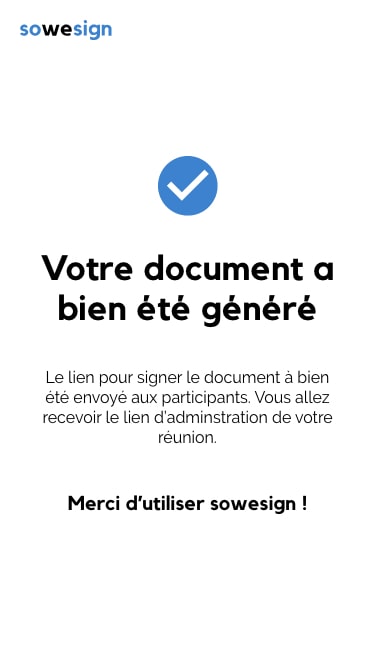 sowesign
Votre document a
bien été généré
Le lien pour signer le document à bien
été envoyé aux participants. Vous allez
recevoir le lien d'adminstration de votre
réunion.
Merci d'utiliser sowesign !